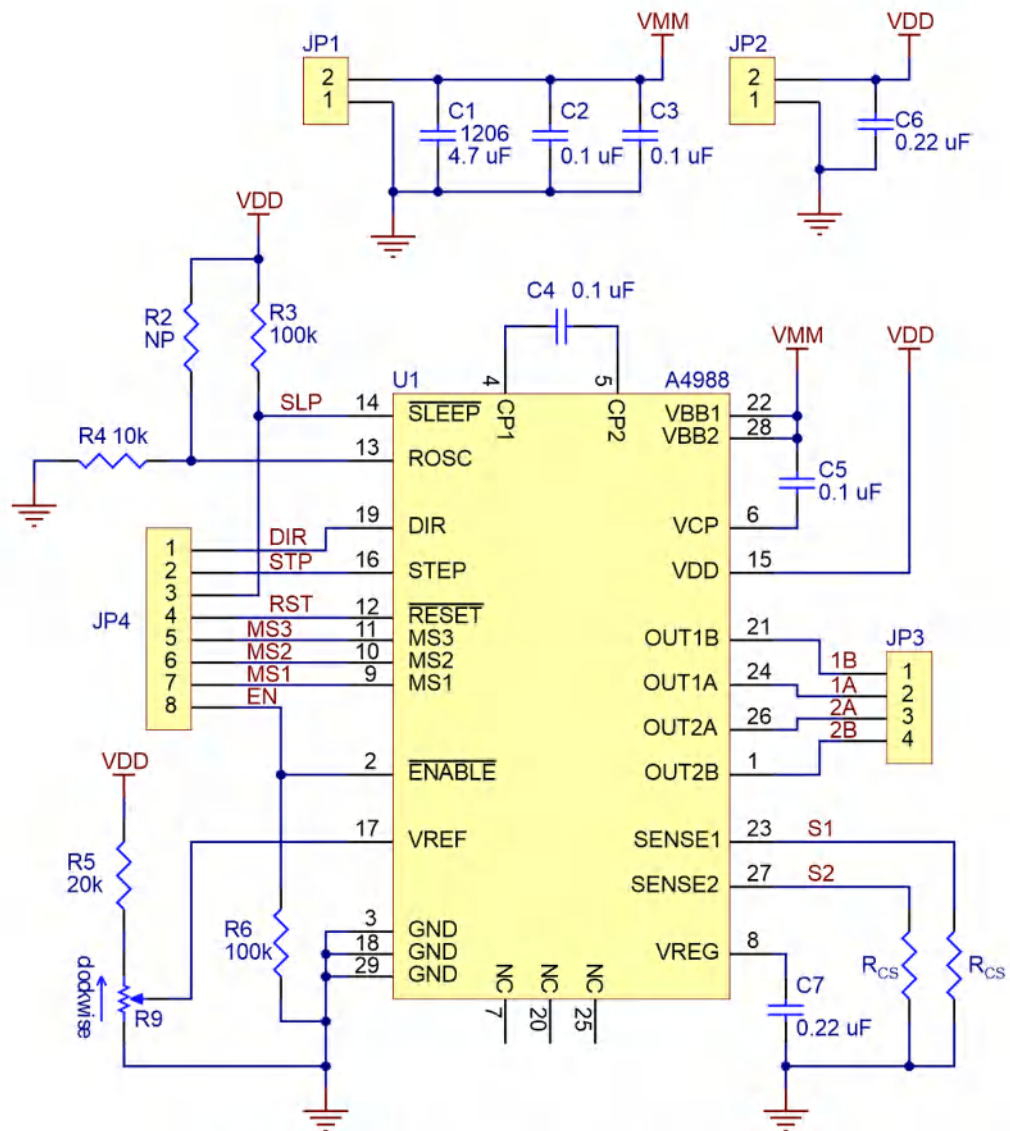 JP1
2
1
VMM
C1
1206
4.7 uF
C2
0.1 uF
C3
0.1 uF
JP2
2
1
VDD
C6
0.22 uF
VDD
R2
NP
R3
100k
C4 0.1 uF
VMM
VDD
U1
A4988
4
CP1
5
CP2
SLP 14 SLEEP
R4 10k
13 ROSC
VBB1 22
VBB2 28
C5
0.1 uF
VCP 6
VDD 15
JP4
1 DIR 19 DIR
2 STP 16 STEP
3
4 RST 12 RESET
5 MS3 11 MS3
6 MS2 10 MS2
7 MS1 9 MS1
8 EN
2 ENABLE
OUT1B 21
OUT1A 24
OUT2A 26
OUT2B 1
JP3
1B 1
1A 2
2A 3
2B 4
VDD
R5
20k
17 VREF
R6
100k
3 GND
18 GND
29 GND
clockwise
R9
NC
7
NC
20
NC
25
SENSE1 23 S1
SENSE2 27 S2
VREG 8
C7
0.22 uF
RCS
RCS